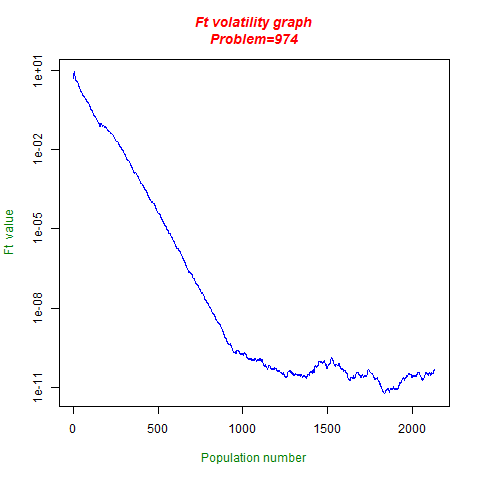 Ft volatility graph
Problem=974
1e+01
1e-02
1e-05
1e-08
1e-11
Ft value
0 500 1000 1500 2000
Population number